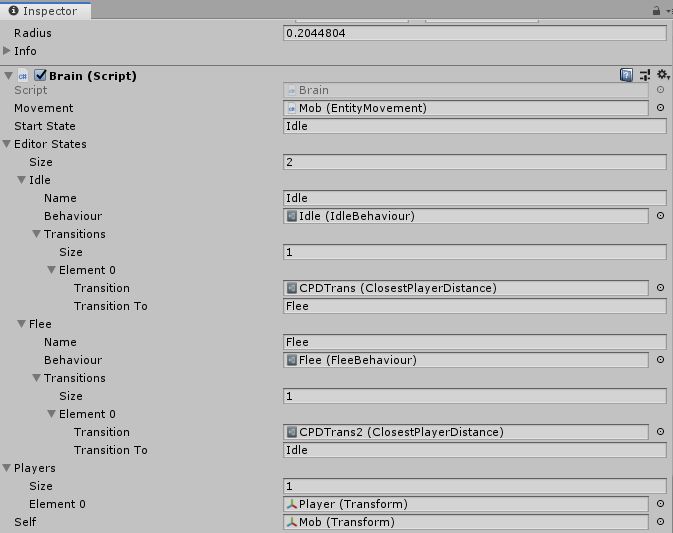 Inspector
Radius 0.2044804
Info
Brain (Script)
Script Brain
Movement Mob (EntityMovement)
Start State Idle
Editor States
Size 2
Idle
Name Idle
Behaviour Idle (IdleBehaviour)
Transitions
Size 1
Element 0
Transition CPDTrans (ClosestPlayerDistance)
Transition To Flee
Flee
Name Flee
Behaviour Flee (FleeBehaviour)
Transitions
Size 1
Element 0
Transition CPDTrans2 (ClosestPlayerDistance)
Transition To Idle
Players
Size 1
Element 0 Player (Transform)
Self Mob (Transform)